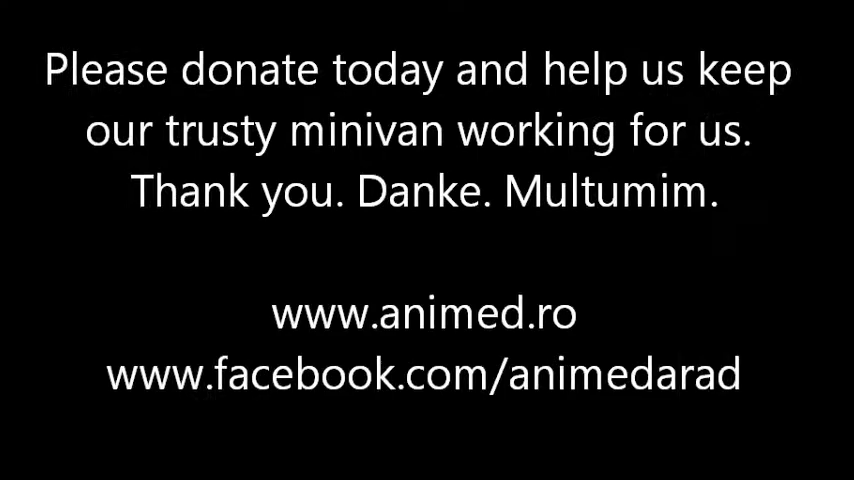 Please donate today and help us keep
our trusty minivan working for us.
Thank you. Danke. Multumim.
www.animed.ro
www.facebook.com/animedarad